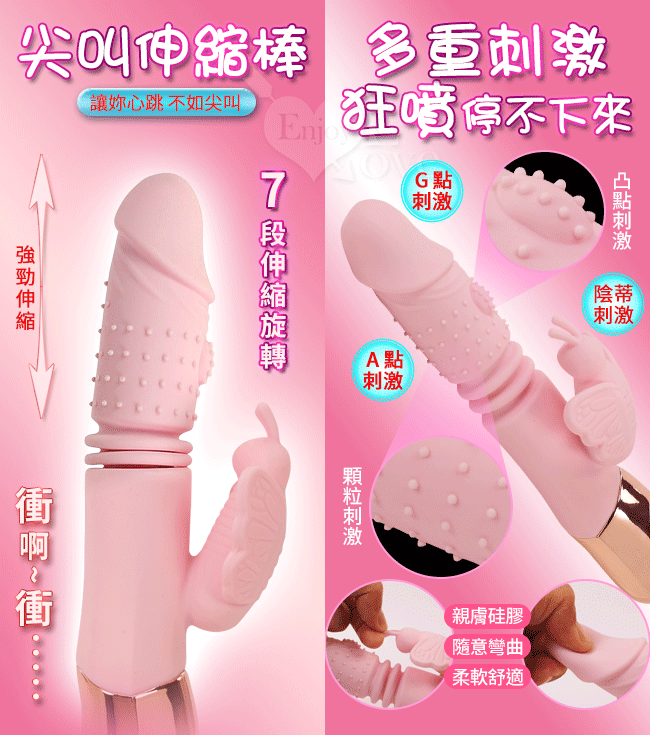 尖叫伸縮棒
讓妳心跳 不如尖叫
強勁伸縮
7段伸縮旋轉
衝啊~衝......
多重刺激
狂噴停不下來
G點
刺激
凸點刺激
陰蒂
刺激
A點
刺激
顆粒刺激
親膚硅膠
隨意彎曲
柔軟舒適